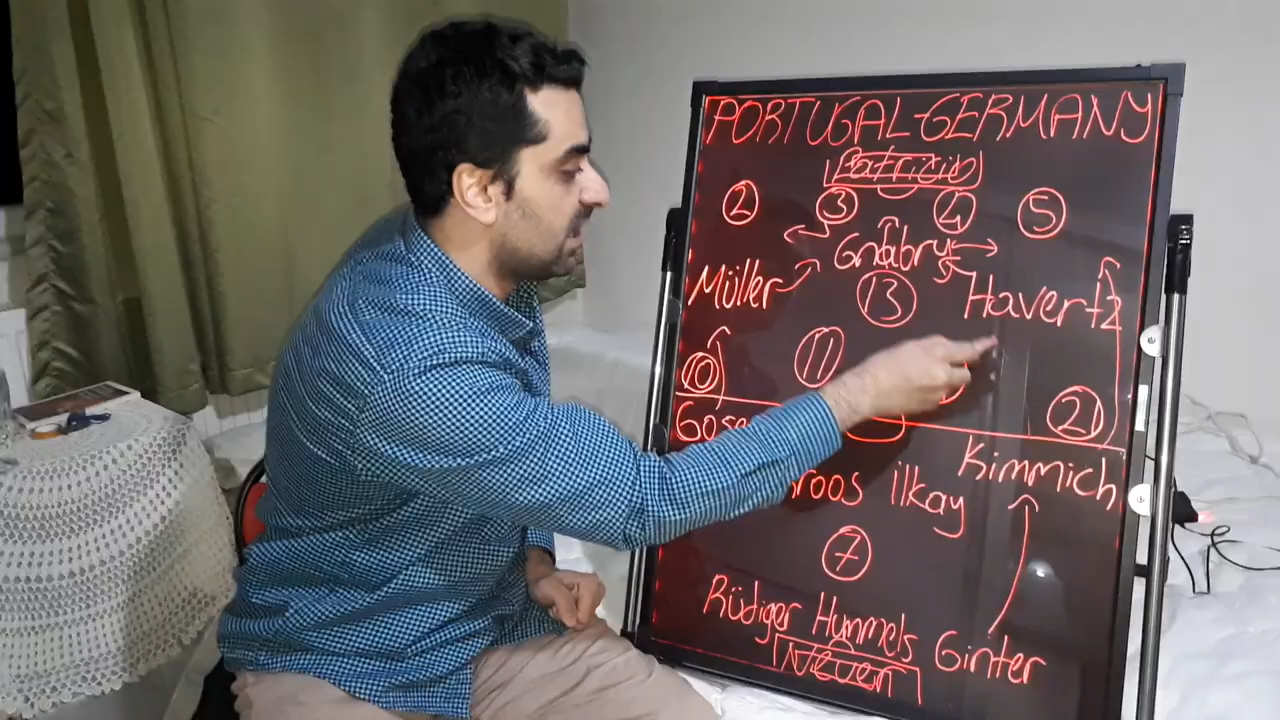 PORTUGAL-GERMANY
Patricio
2 3 4 5
Gnabry
Müller 13 Havertz
10 11 21
Kimmich
Ilkay
7
Rüdiger Hummels Ginter
Neuer